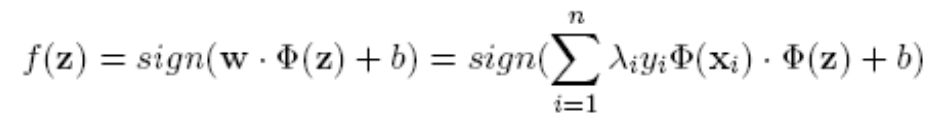 f(z) = sign(w · Φ(z) + b) = sign(∑_{i=1}^{n} λ_i y_i Φ(x_i) · Φ(z) + b)